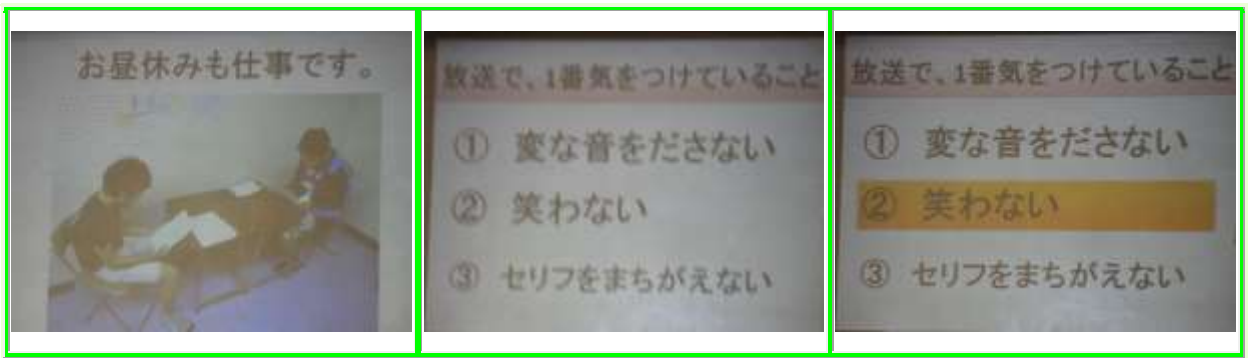 お昼休みも仕事です。
放送で、1番気をつけていること
① 変な音をださない
② 笑わない
③ セリフをまちがえない
放送で、1番気をつけていること
① 変な音をださない
② 笑わない
③ セリフをまちがえない